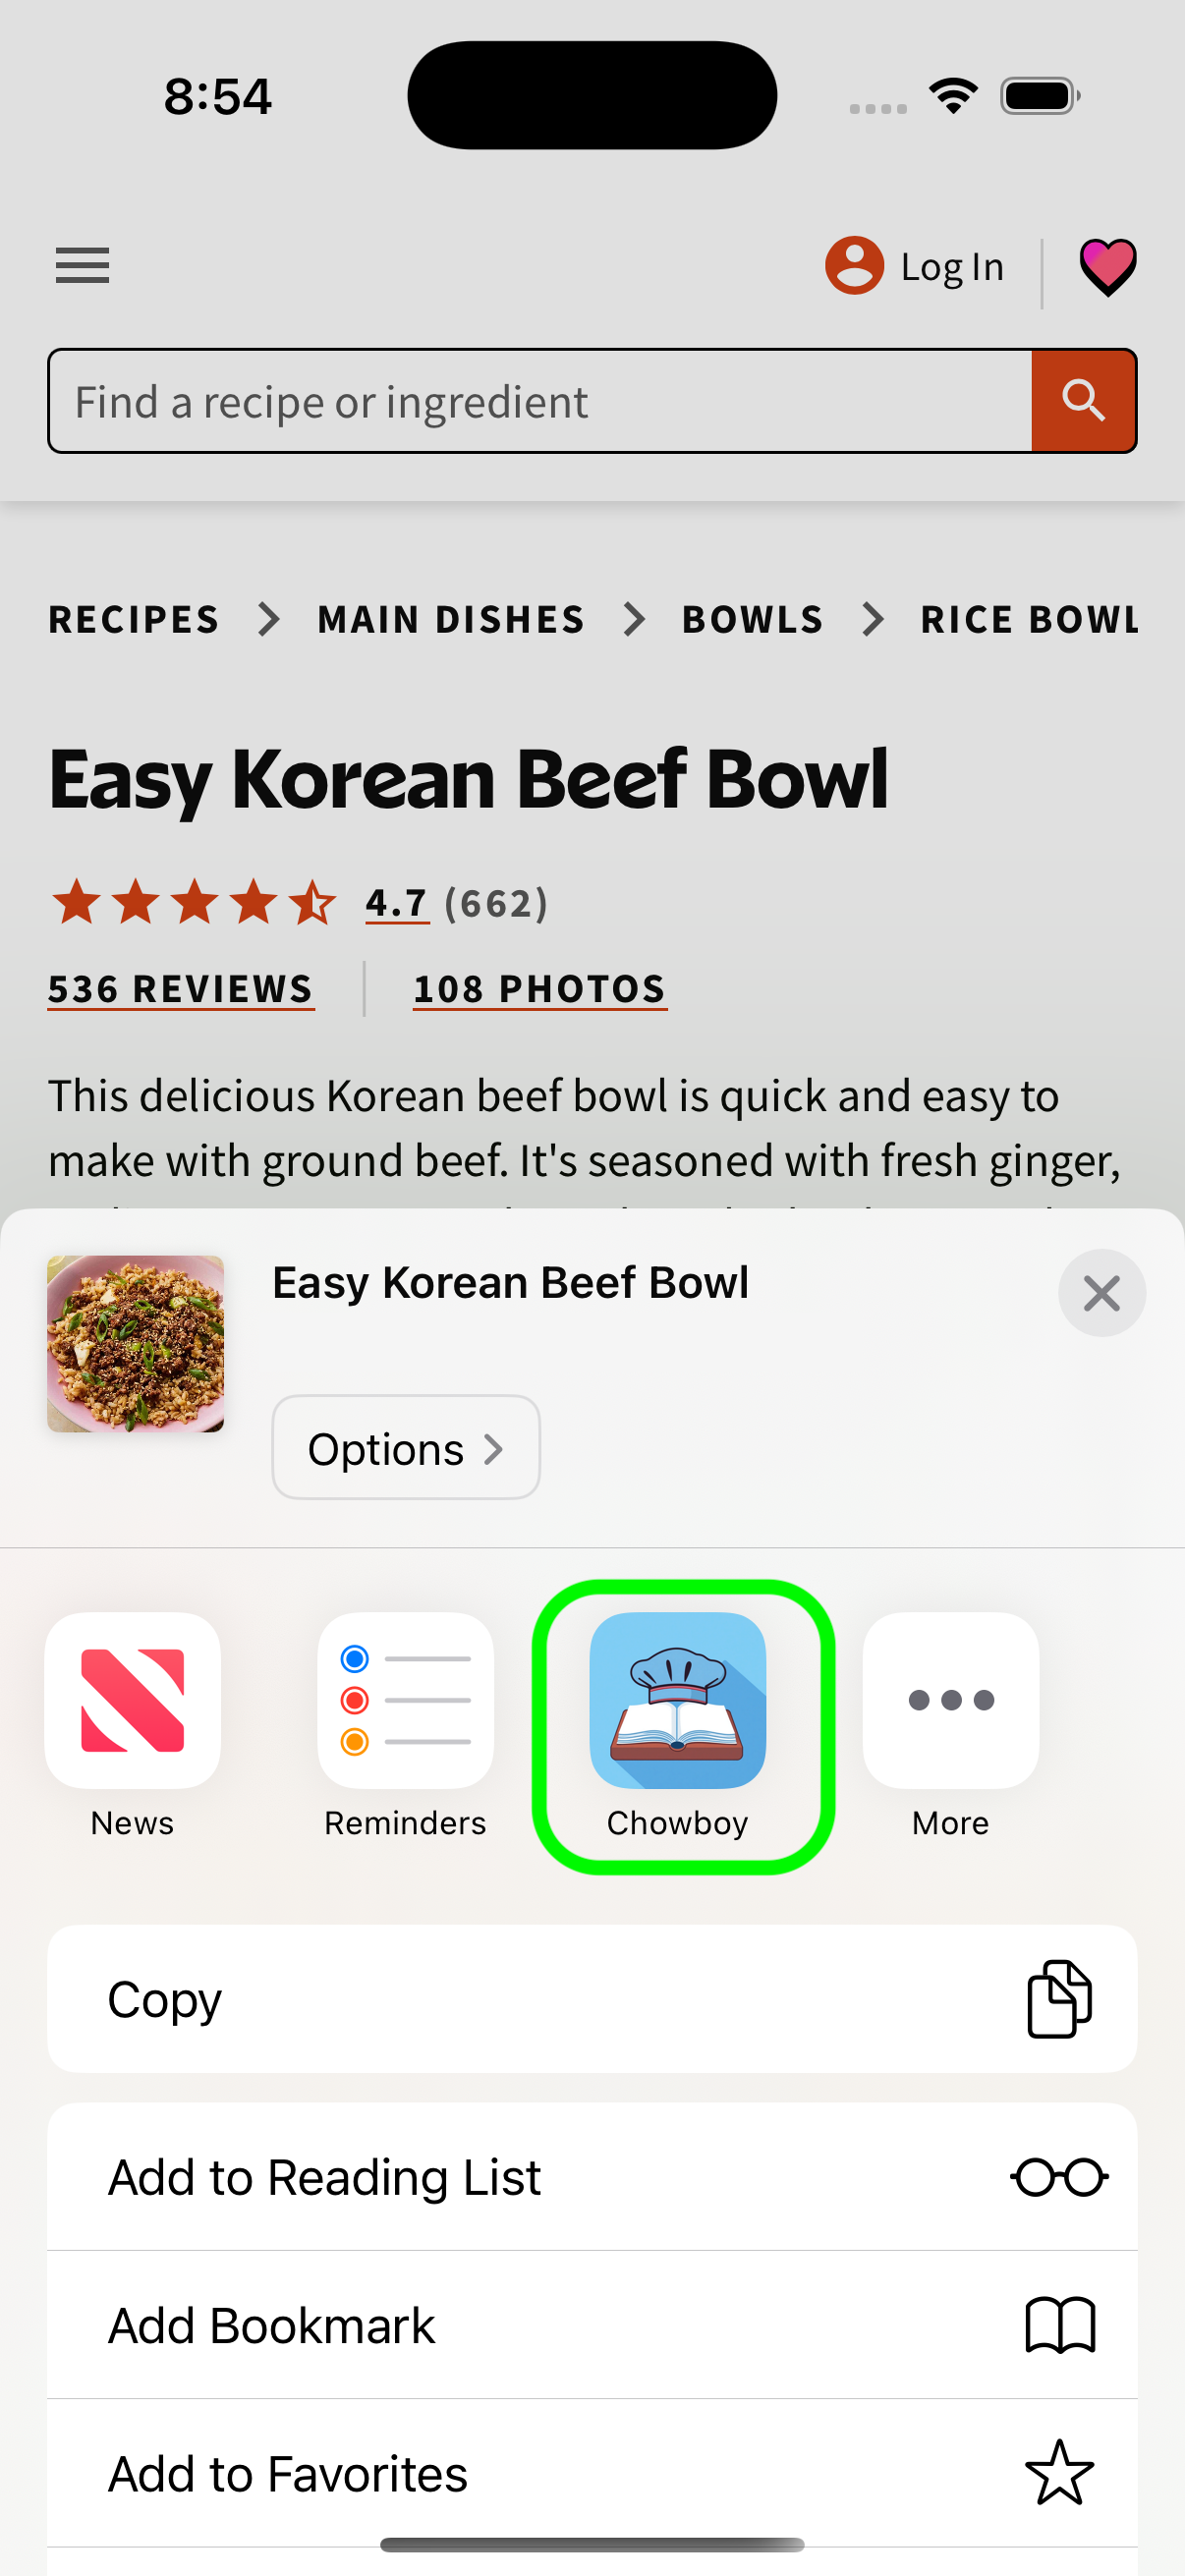 8:54
Log In
Find a recipe or ingredient
RECIPES > MAIN DISHES > BOWLS > RICE BOWL
Easy Korean Beef Bowl
4.7 (662)
536 REVIEWS
108 PHOTOS
This delicious Korean beef bowl is quick and easy to
make with ground beef. It's seasoned with fresh ginger,
Easy Korean Beef Bowl
Options >
News
Reminders
Chowboy
More
Copy
Add to Reading List
Add Bookmark
Add to Favorites